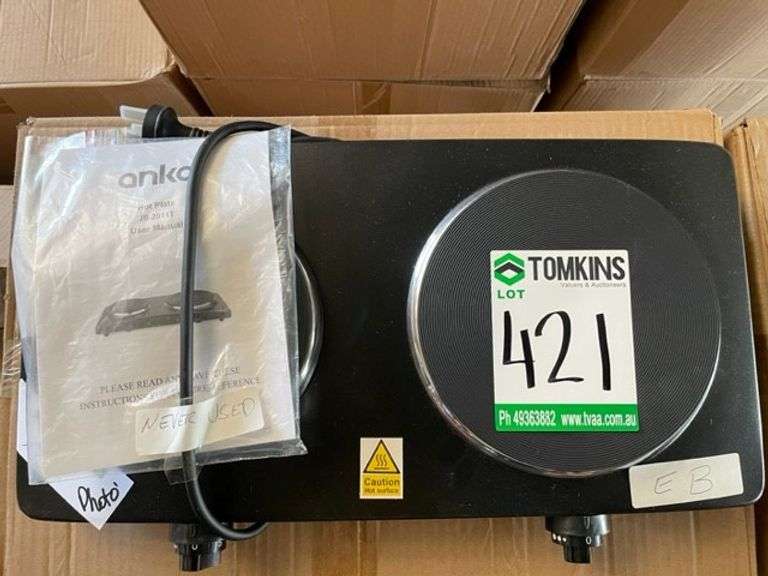 anko
Hot Plate
User Manual
PLEASE READ AND
INSTRUCTIONS
REFERENCE
NEVER USED
Photo
TOMKINS
Valuers & Auctioneers
LOT
421
Ph 49363882 www.tvaa.com.au
Caution
Hot surface
E B
0